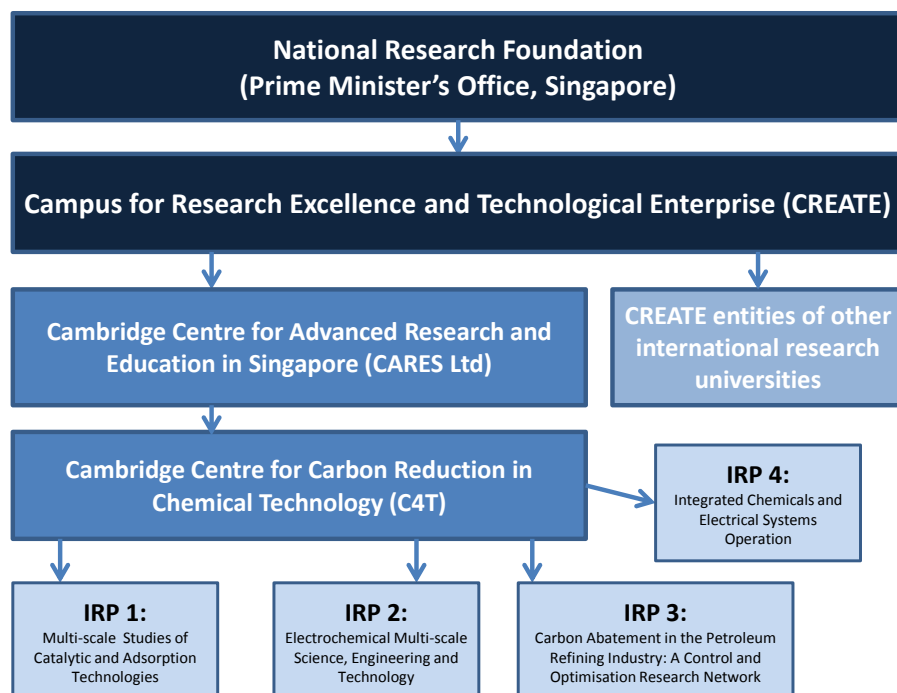 National Research Foundation
(Prime Minister's Office, Singapore)
Campus for Research Excellence and Technological Enterprise (CREATE)
Cambridge Centre for Advanced Research and
Education in Singapore (CARES Ltd)
CREATE entities of other
international research
universities
Cambridge Centre for Carbon Reduction in
Chemical Technology (C4T)
IRP 4:
Integrated Chemicals and
Electrical Systems
Operation
IRP 1:
Multi-scale Studies of
Catalytic and Adsorption
Technologies
IRP 2:
Electrochemical Multi-scale
Science, Engineering and
Technology
IRP 3:
Carbon Abatement in the Petroleum
Refining Industry: A Control and
Optimisation Research Network